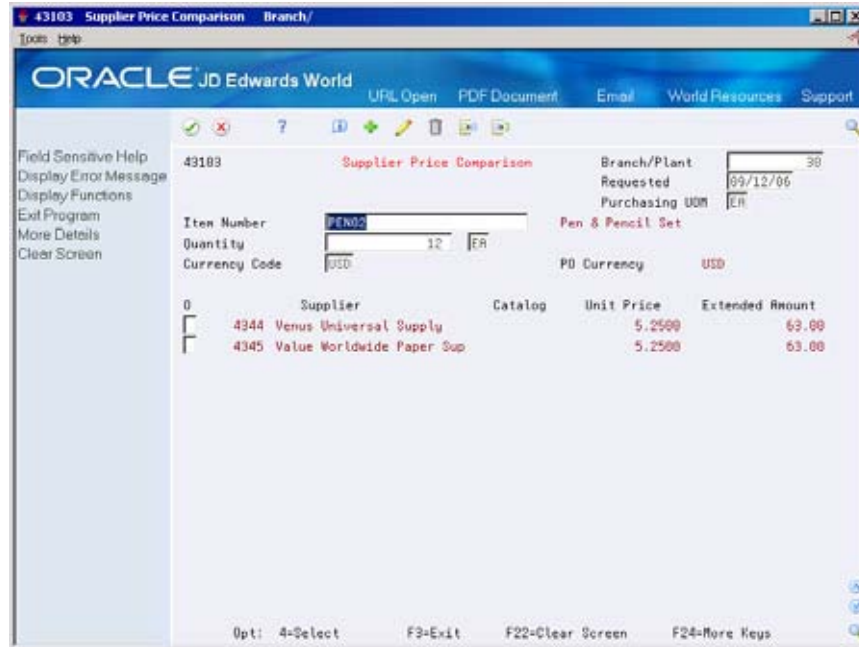 43103 Supplier Price Comparison Branch/
Tools Help
ORACLE JD Edwards World
URL Open PDF Document Email World Resources Support
Field Sensitive Help
Display Error Message
Display Functions
Exit Program
More Details
Clear Screen
43103 Supplier Price Comparison Branch/Plant 30
Requested 09/12/06
Purchasing UOM EA
Item Number PEN02 Pen & Pencil Set
Quantity 12 EA
Currency Code USD PO Currency USD
O Supplier Catalog Unit Price Extended Amount
4344 Venus Universal Supply 5.2500 63.00
4345 Value Worldwide Paper Sup 5.2500 63.00
Opt: 4=Select F3=Exit F22=Clear Screen F24=More Keys